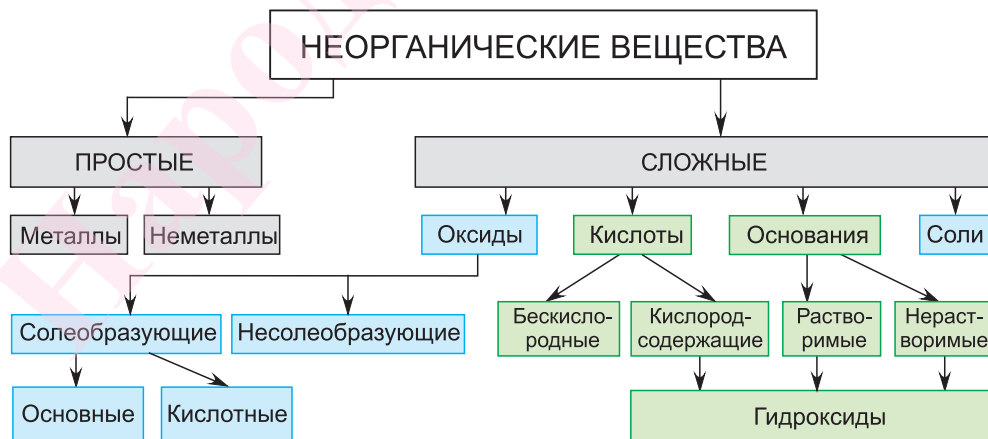 НЕОРГАНИЧЕСКИЕ ВЕЩЕСТВА
ПРОСТЫЕ
СЛОЖНЫЕ
Металлы
Неметаллы
Оксиды
Кислоты
Основания
Соли
Солеобразующие
Несолеобразующие
Бескисло-
родные
Кислород-
содержащие
Раство-
римые
Нераст-
воримые
Основные
Кислотные
Гидроксиды
Народ